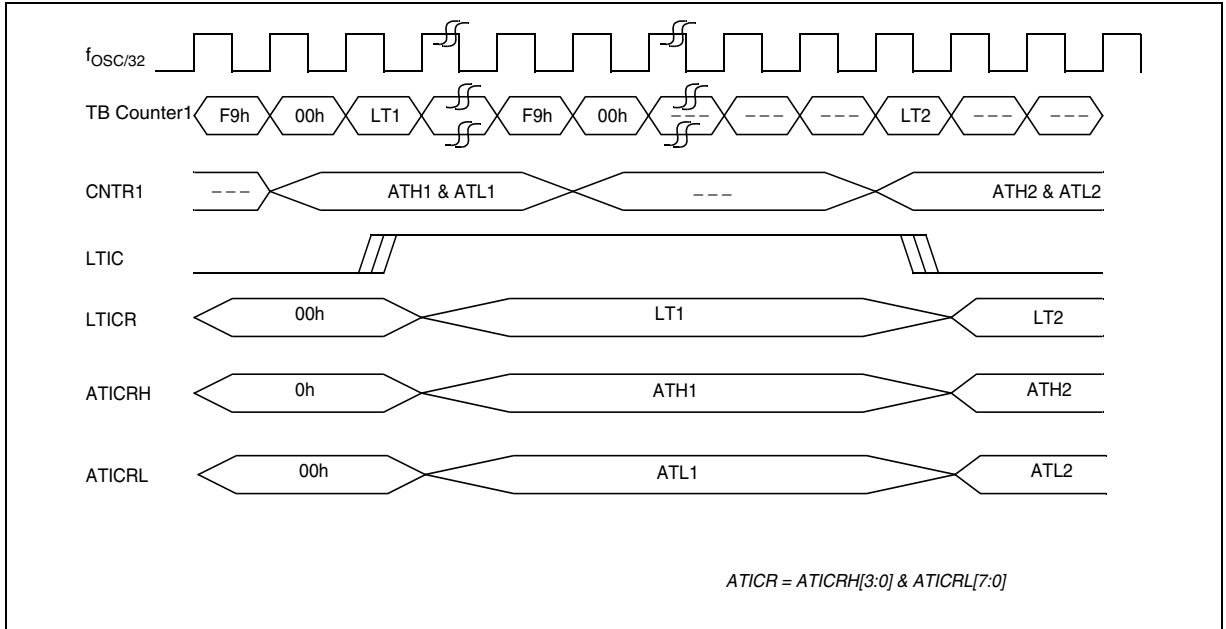 fOSC/32
TB Counter1 F9h 00h LT1 F9h 00h --- --- --- LT2 --- ---
CNTR1 --- ATH1 & ATL1 --- ATH2 & ATL2
LTIC
LTICR 00h LT1 LT2
ATICRH 0h ATH1 ATH2
ATICRL 00h ATL1 ATL2
ATICR = ATICRH[3:0] & ATICRL[7:0]